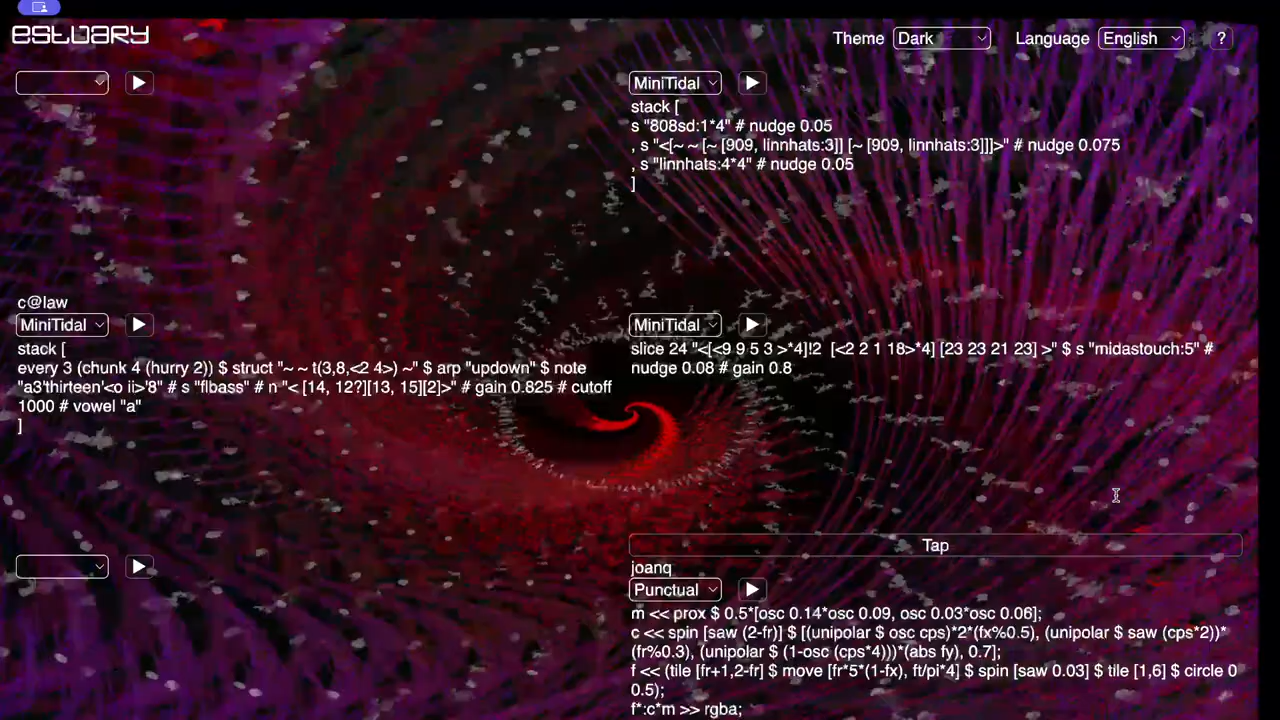 estuary
Theme Dark Language English ?
MiniTidal
stack [
s "808sd:1*4" # nudge 0.05
, s "<[~ ~ [~ [909, linnhats:3]] [~ [909, linnhats:3]]]>" # nudge 0.075
, s "linnhats:4*4" # nudge 0.05
]
c@law
MiniTidal
stack [
every 3 (chunk 4 (hurry 2)) $ struct "~ ~ t(3,8,<2 4>) ~" $ arp "updown" $ note
"a3'thirteen'<o ii>'8" # s "flbass" # n "< [14, 12?][13, 15][2]>" # gain 0.825 # cutoff
1000 # vowel "a"
]
MiniTidal
slice 24 "<[<9 9 5 3 >*4]!2 [<2 2 1 18>*4] [23 23 21 23] >" $ s "midastouch:5" #
nudge 0.08 # gain 0.8
Tap
joanq
Punctual
m << prox $ 0.5*[osc 0.14*osc 0.09, osc 0.03*osc 0.06];
c << spin [saw (2-fr)] $ [(unipolar $ osc cps)*2*(fx%0.5), (unipolar $ saw (cps*2))*
(fr%0.3), (unipolar $ (1-osc (cps*4)))*(abs fy), 0.7];
f << (tile [fr+1,2-fr] $ move [fr*5*(1-fx), ft/pi*4] $ spin [saw 0.03] $ tile [1,6] $ circle 0
0.5);
f*:c*m >> rgba;